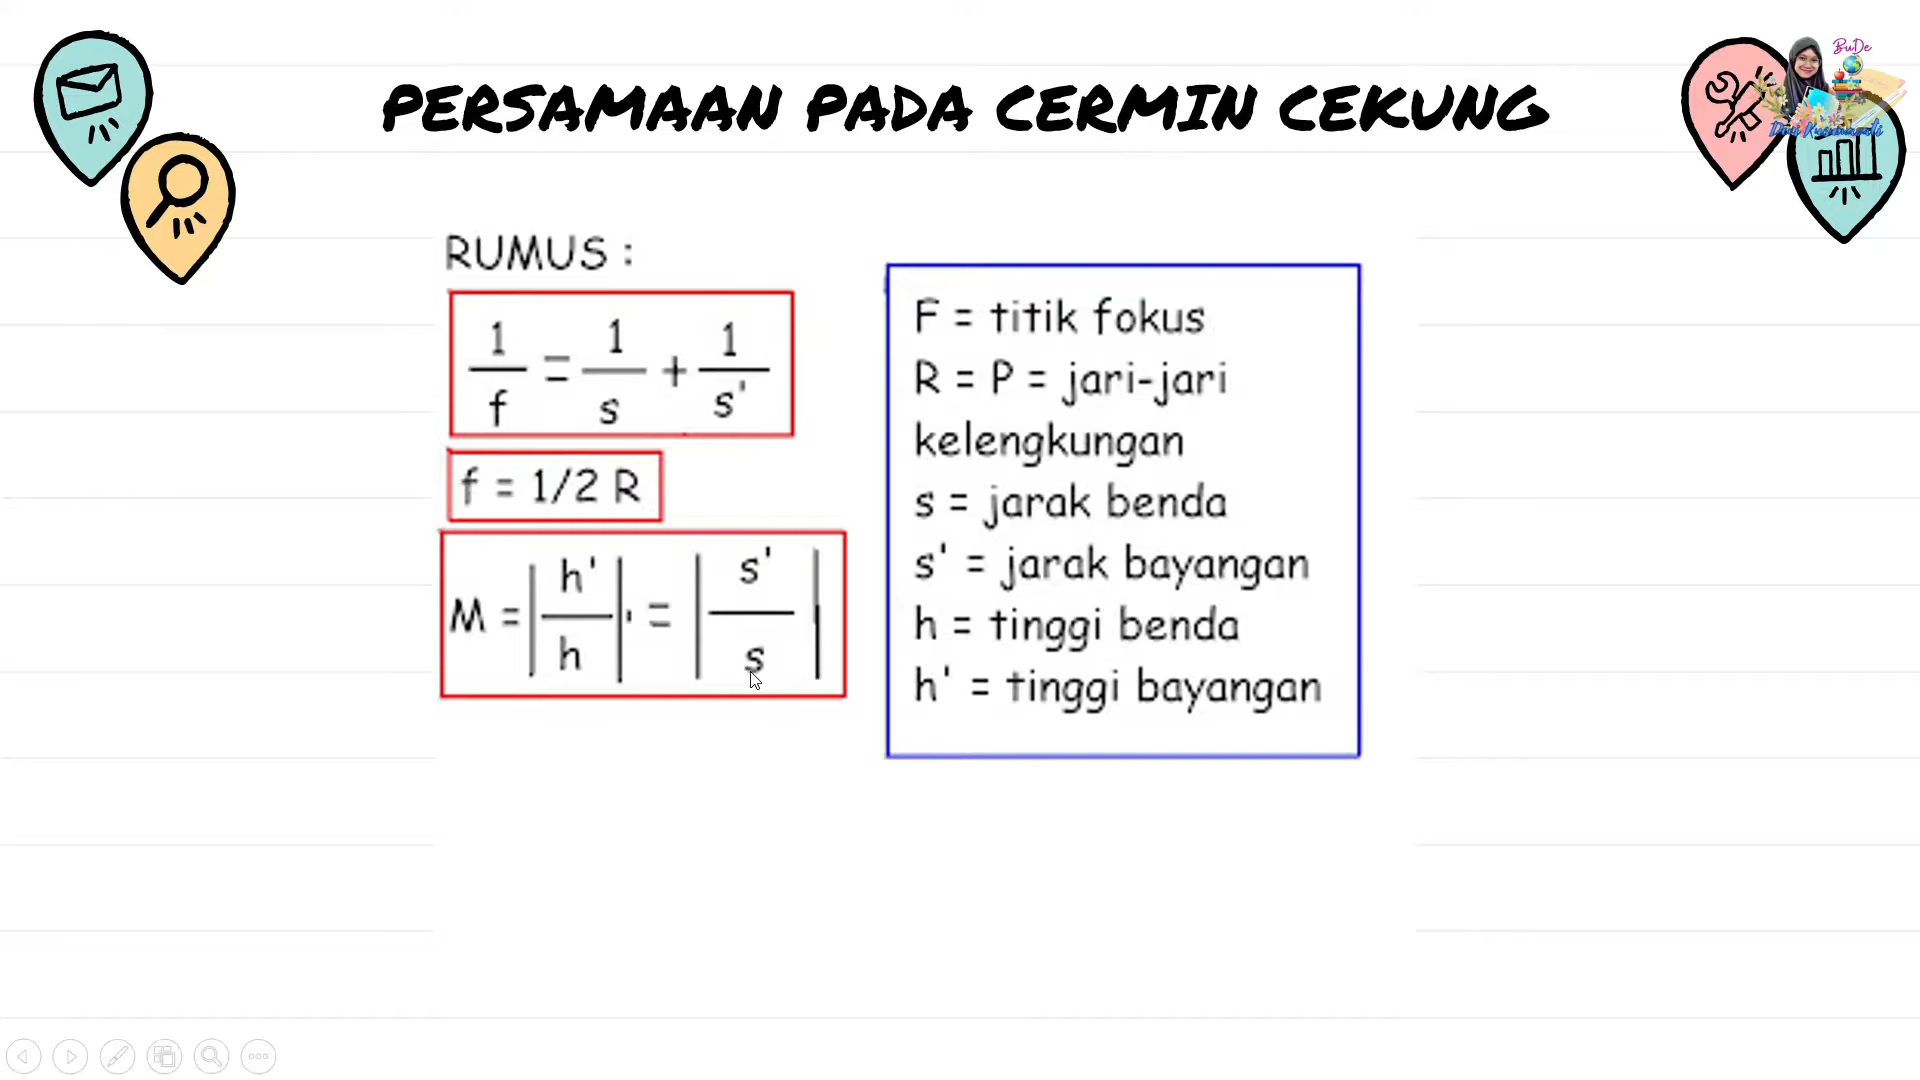 BuDe
PERSAMAAN PADA CERMIN CEKUNG
RUMUS :
1/f = 1/s + 1/s'
f = 1/2 R
M = |h'/h| = |s'/s|
F = titik fokus
R = P = jari-jari
kelengkungan
s = jarak benda
s' = jarak bayangan
h = tinggi benda
h' = tinggi bayangan